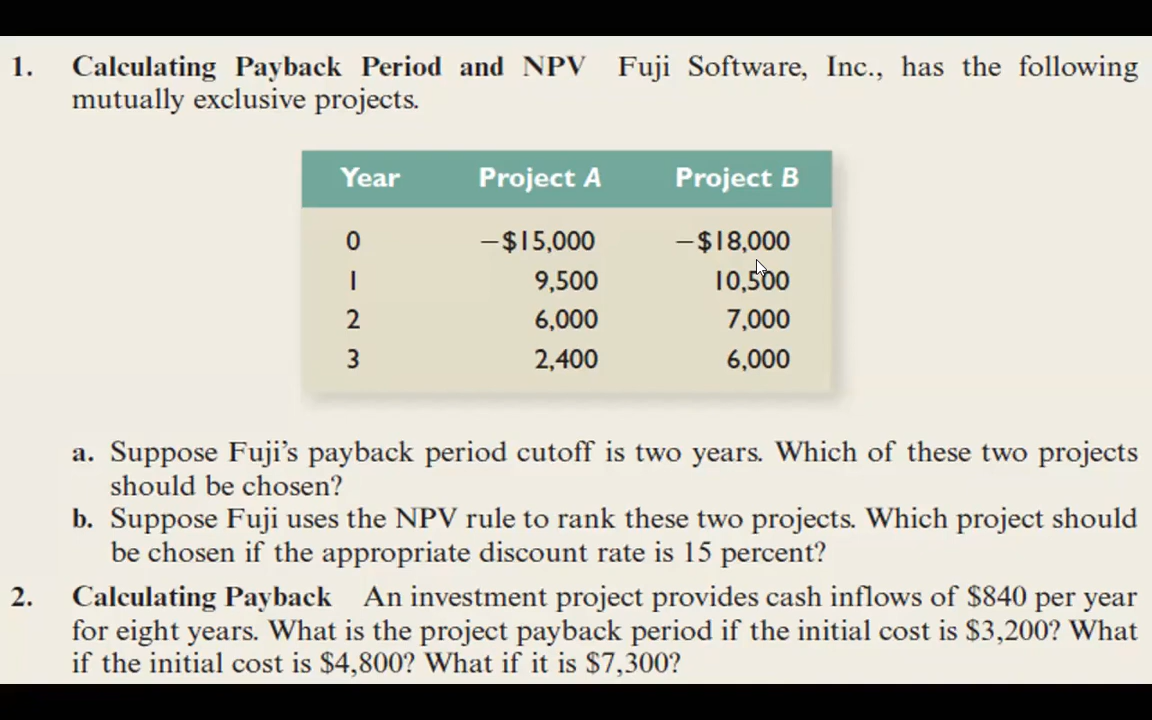 1. Calculating Payback Period and NPV Fuji Software, Inc., has the following
mutually exclusive projects.
Year Project A Project B
0 −$15,000 −$18,000
1 9,500 10,500
2 6,000 7,000
3 2,400 6,000
a. Suppose Fuji’s payback period cutoff is two years. Which of these two projects
should be chosen?
b. Suppose Fuji uses the NPV rule to rank these two projects. Which project should
be chosen if the appropriate discount rate is 15 percent?
2. Calculating Payback An investment project provides cash inflows of $840 per year
for eight years. What is the project payback period if the initial cost is $3,200? What
if the initial cost is $4,800? What if it is $7,300?